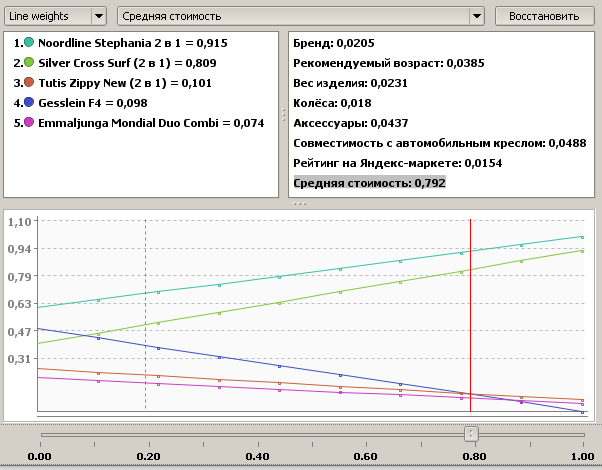 Line weights
Средняя стоимость
Восстановить
1. Noordline Stephania 2 в 1 = 0,915
2. Silver Cross Surf (2 в 1) = 0,809
3. Tutis Zippy New (2 в 1) = 0,101
4. Gesslein F4 = 0,098
5. Emmaljunga Mondial Duo Combi = 0,074
Бренд: 0,0205
Рекомендуемый возраст: 0,0385
Вес изделия: 0,0231
Колёса: 0,018
Аксессуары: 0,0437
Совместимость с автомобильным креслом: 0,0488
Рейтинг на Яндекс-маркете: 0,0154
Средняя стоимость: 0,792
1,10
0,94
0,79
0,63
0,47
0,31
0.00 0.20 0.40 0.60 0.80 1.00